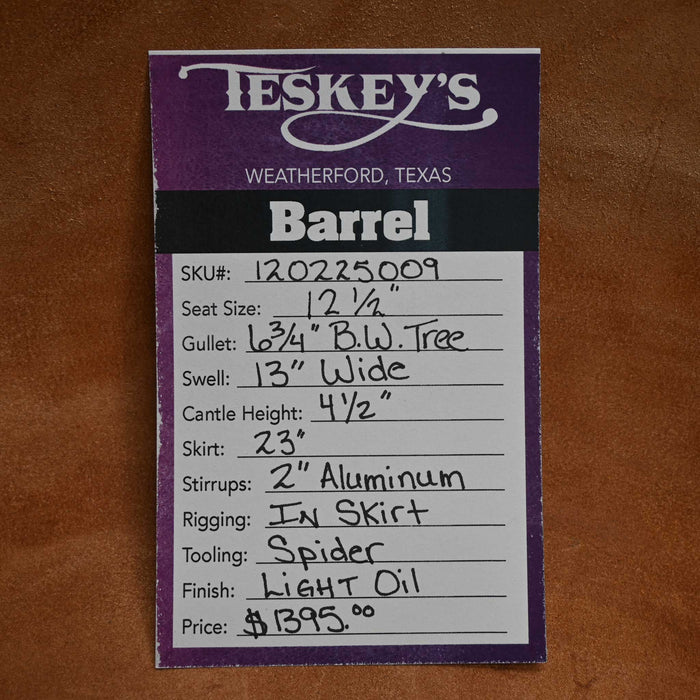 TESKEY'S
WEATHERFORD, TEXAS
Barrel
SKU#: 120225009
Seat Size: 12 1/2"
Gullet: 6 3/4" B.W. Tree
Swell: 13" Wide
Cantle Height: 4 1/2"
Skirt: 23"
Stirrups: 2" Aluminum
Rigging: IN Skirt
Tooling: Spider
Finish: LIGHT Oil
Price: $1395.00